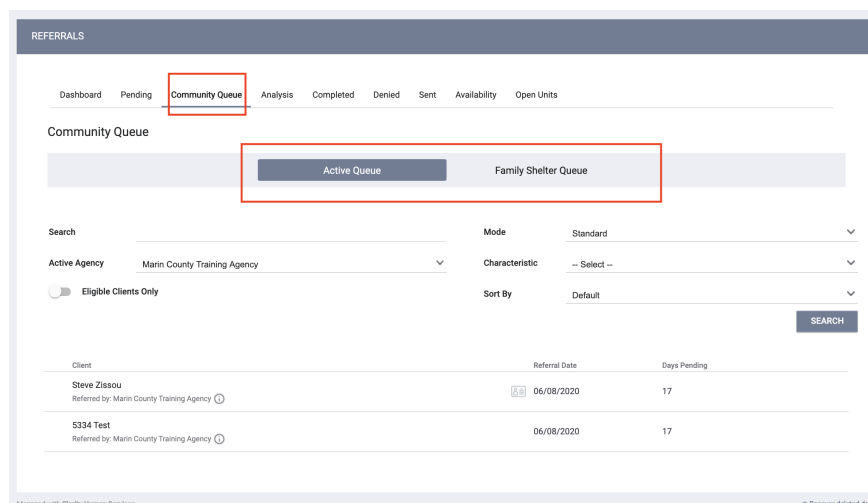 REFERRALS
Dashboard Pending Community Queue Analysis Completed Denied Sent Availability Open Units
Community Queue
Active Queue Family Shelter Queue
Search Mode Standard
Active Agency Marin County Training Agency Characteristic -- Select --
Eligible Clients Only Sort By Default
SEARCH
Client Referral Date Days Pending
Steve Zissou
Referred by: Marin County Training Agency 06/08/2020 17
5334 Test
Referred by: Marin County Training Agency 06/08/2020 17